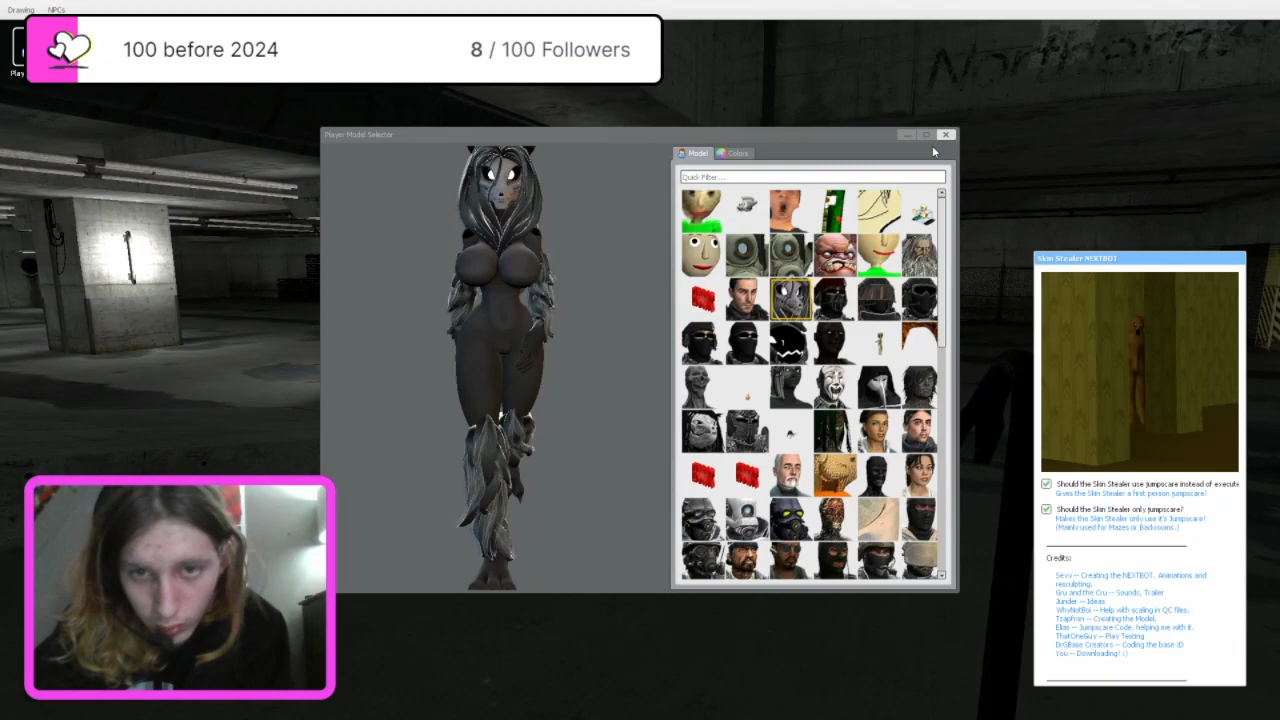 Drawing NPCs
100 before 2024 8 / 100 Followers
Play
Player Model Selector
Model Colors
Quick Filter...
Skin Stealer NEXTBOT
Should the Skin Stealer use jumpscare instead of execute
Gives the Skin Stealer a first person jumpscare!
Should the Skin Stealer only jumpscare?
Makes the Skin Stealer only use it's Jumpscare!
(Mainly used for Mazes or Backrooms.)
Credits:
Sevv -- Creating the NEXTBOT, Animations and
resculpting.
Gru and the Cru -- Sounds, Trailer
Junder -- Ideas
WhyNotBoi -- Help with scaling in QC files.
Tzapfron -- Creating the Model.
Elias -- Jumpscare Code, helping me with it.
ThatOneGuy -- Play Testing
DrGBase Creators -- Coding the base ID
You -- Downloading! :)